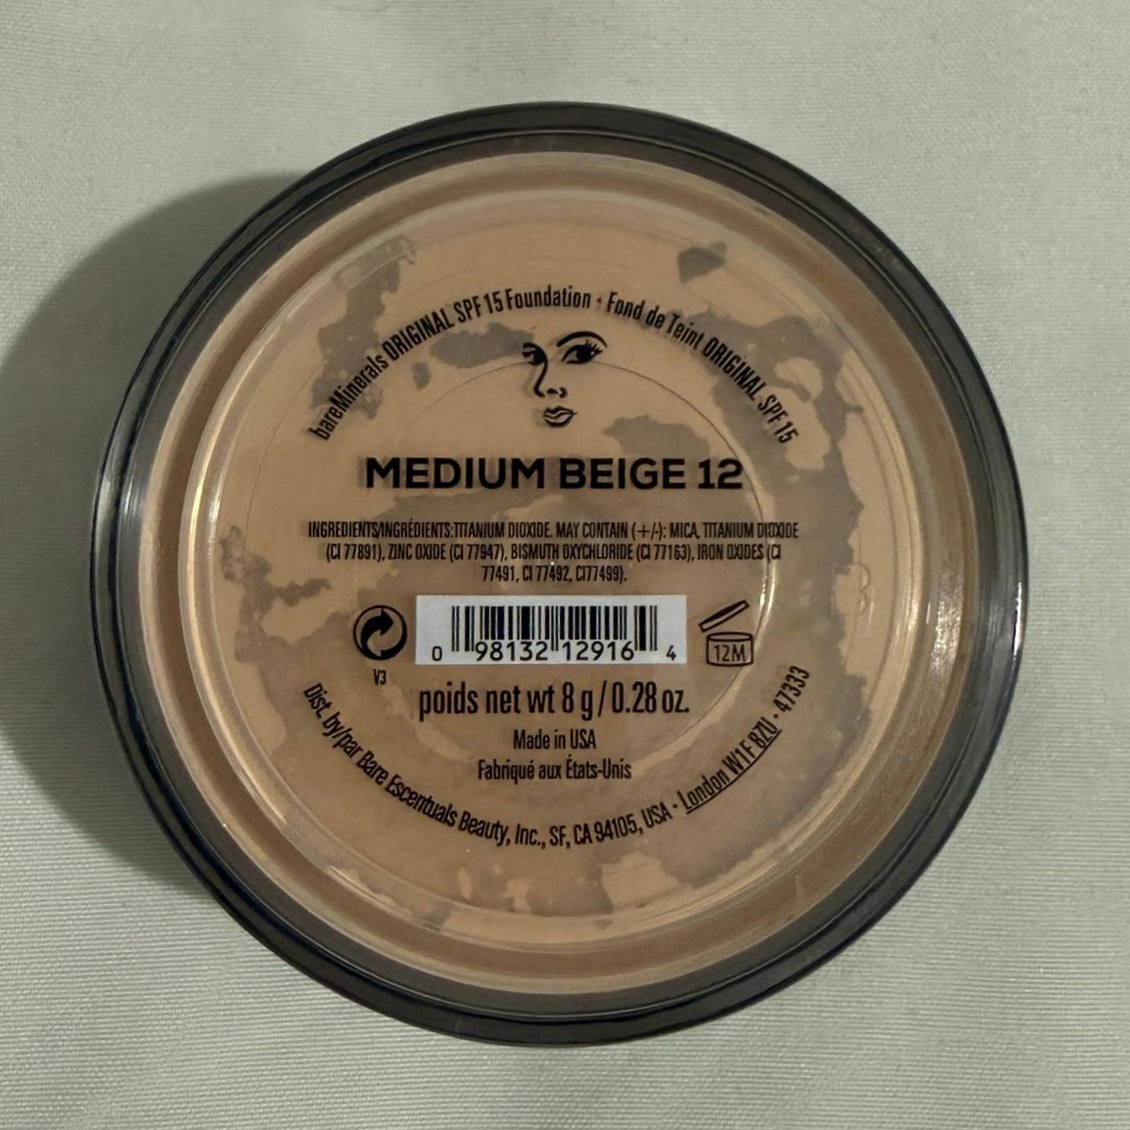 bareMinerals ORIGINAL SPF 15 Foundation · Fond de Teint ORIGINAL SPF 15
MEDIUM BEIGE 12
INGREDIENTS/INGRÉDIENTS:TITANIUM DIOXIDE. MAY CONTAIN (+/-): MICA, TITANIUM DIOXIDE
(CI 77891), ZINC OXIDE (CI 77947), BISMUTH OXYCHLORIDE (CI 77163), IRON OXIDES (CI
77491, CI 77492, CI77499).
0 98132 12916 4
12M
V3
poids net wt 8 g / 0.28 oz.
Made in USA
Fabriqué aux États-Unis
Dist. by/par Bare Escentuals Beauty, Inc., SF, CA 94105, USA · London W1F 8ZU · 47333